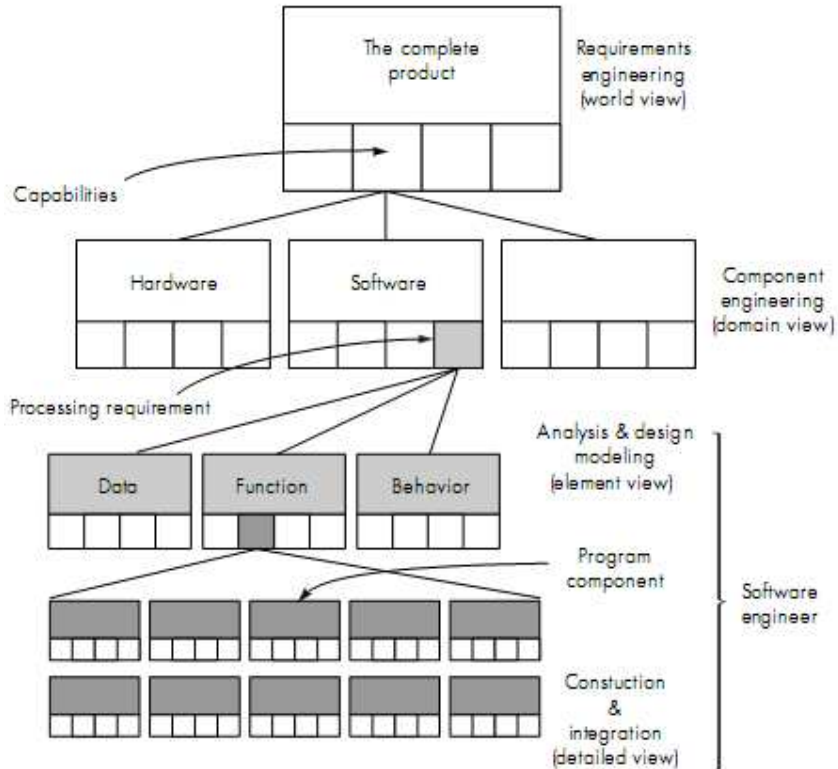 The complete
product
Requirements
engineering
(world view)
Capabilities
Hardware
Software
Component
engineering
(domain view)
Processing requirement
Analysis & design
modeling
(element view)
Data
Function
Behavior
Program
component
Software
engineer
Constuction
&
integration
(detailed view)